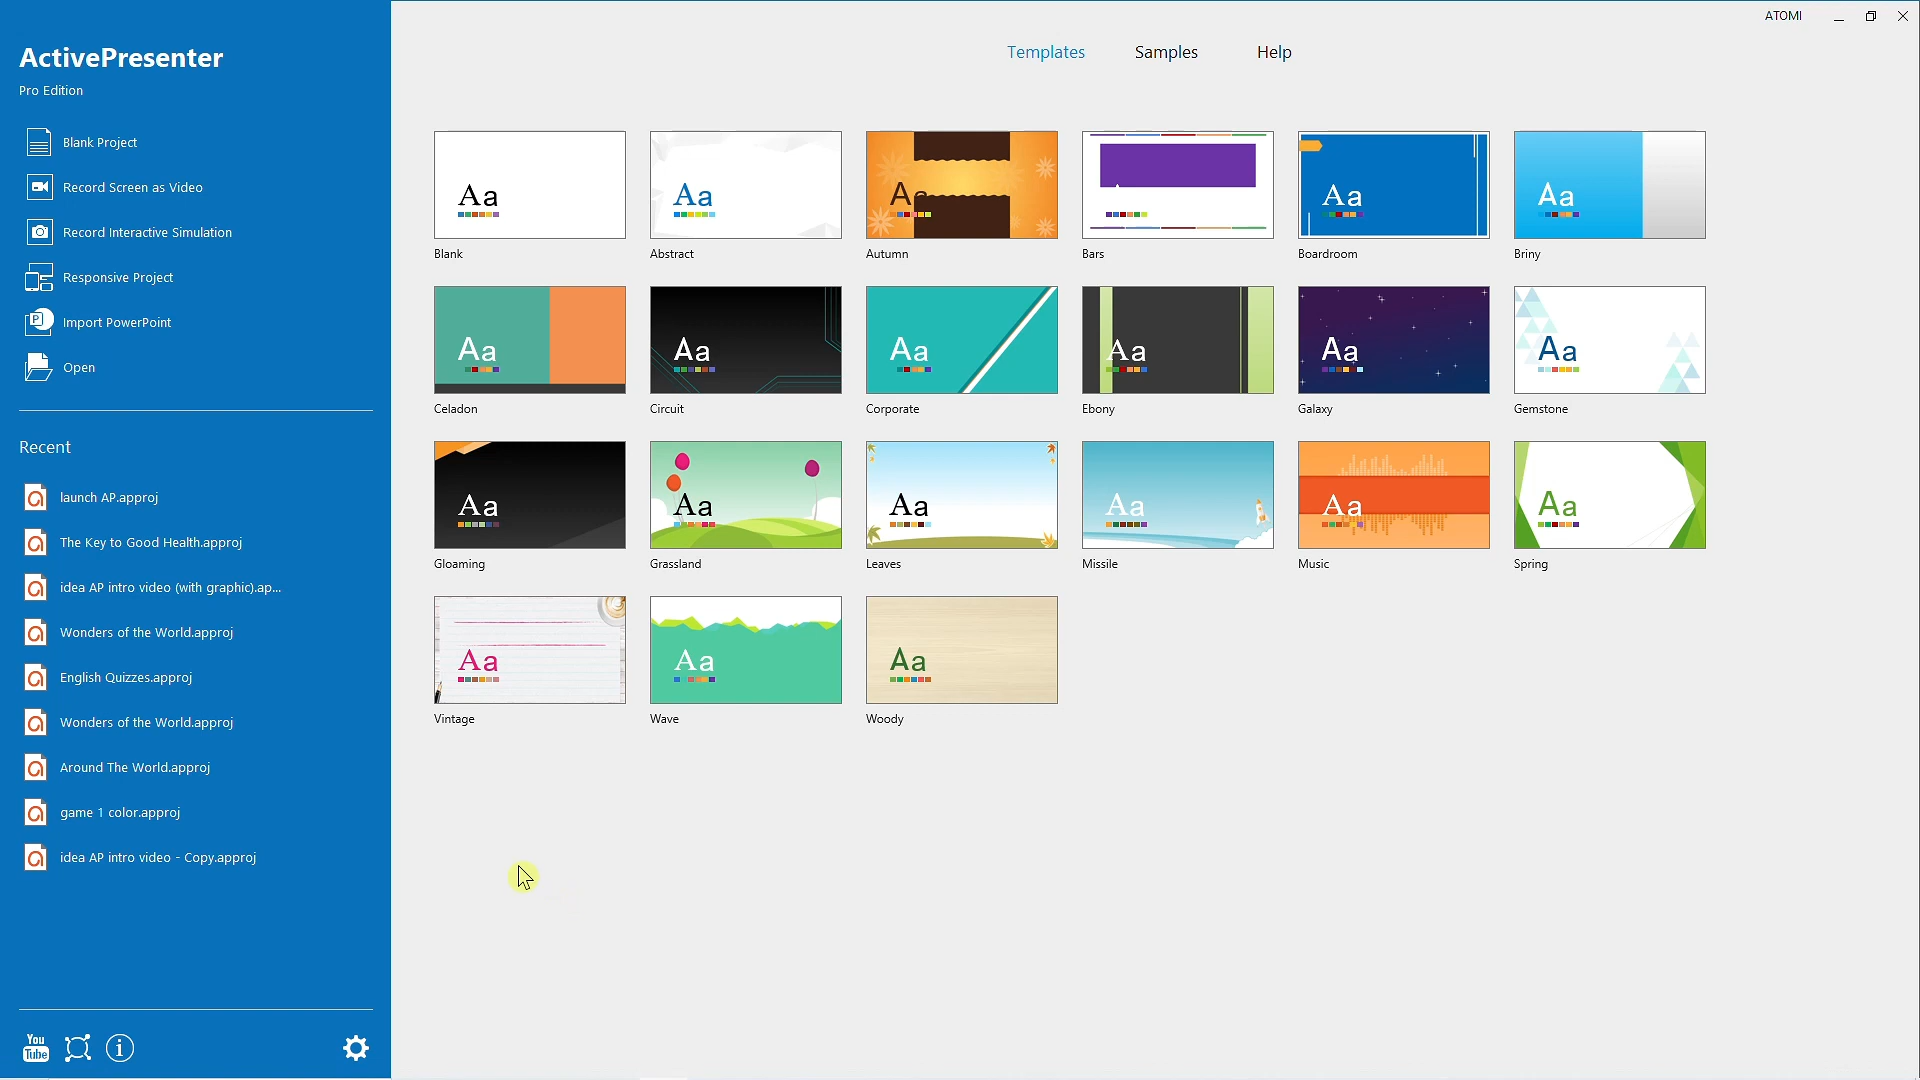 ATOMI
ActivePresenter
Pro Edition
Blank Project
Record Screen as Video
Record Interactive Simulation
Responsive Project
P
Import PowerPoint
Open
Recent
launch AP.approj
The Key to Good Health.approj
idea AP intro video (with graphic).ap...
Wonders of the World.approj
English Quizzes.approj
Wonders of the World.approj
Around The World.approj
game 1 color.approj
idea AP intro video - Copy.approj
You
Tube
i
Templates Samples Help
Aa Aa Aa Aa Aa
Blank Abstract Autumn Bars Boardroom Briny
Aa Aa Aa Aa Aa Aa
Celadon Circuit Corporate Ebony Galaxy Gemstone
Aa Aa Aa Aa Aa Aa
Gloaming Grassland Leaves Missile Music Spring
Aa Aa Aa
Vintage Wave Woody